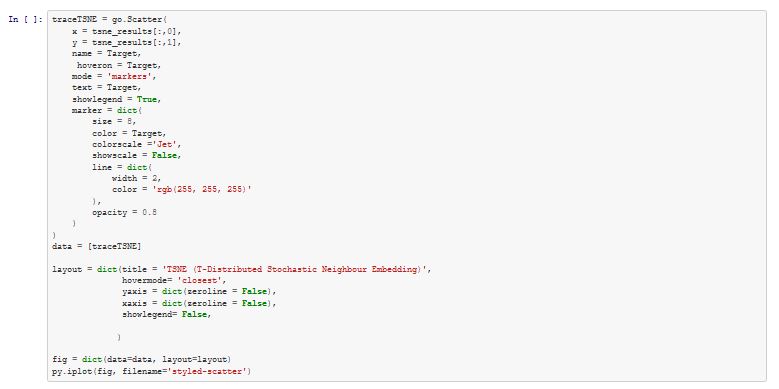 In [ ]: traceTSNE = go.Scatter(
x = tsne_results[:,0],
y = tsne_results[:,1],
name = Target,
hoveron = Target,
mode = 'markers',
text = Target,
showlegend = True,
marker = dict(
size = 8,
color = Target,
colorscale ='Jet',
showscale = False,
line = dict(
width = 2,
color = 'rgb(255, 255, 255)'
),
opacity = 0.8
)
)
data = [traceTSNE]
layout = dict(title = 'TSNE (T-Distributed Stochastic Neighbour Embedding)',
hovermode= 'closest',
yaxis = dict(zeroline = False),
xaxis = dict(zeroline = False),
showlegend= False,
)
fig = dict(data=data, layout=layout)
py.iplot(fig, filename='styled-scatter')